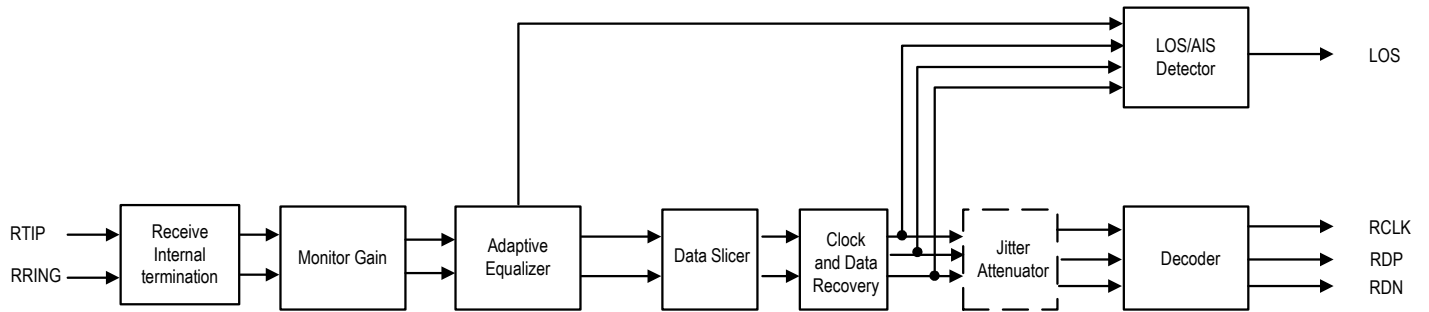 LOS/AIS
Detector
LOS
RTIP
RRING
Receive
Internal
termination
Monitor Gain
Adaptive
Equalizer
Data Slicer
Clock
and Data
Recovery
Jitter
Attenuator
Decoder
RCLK
RDP
RDN